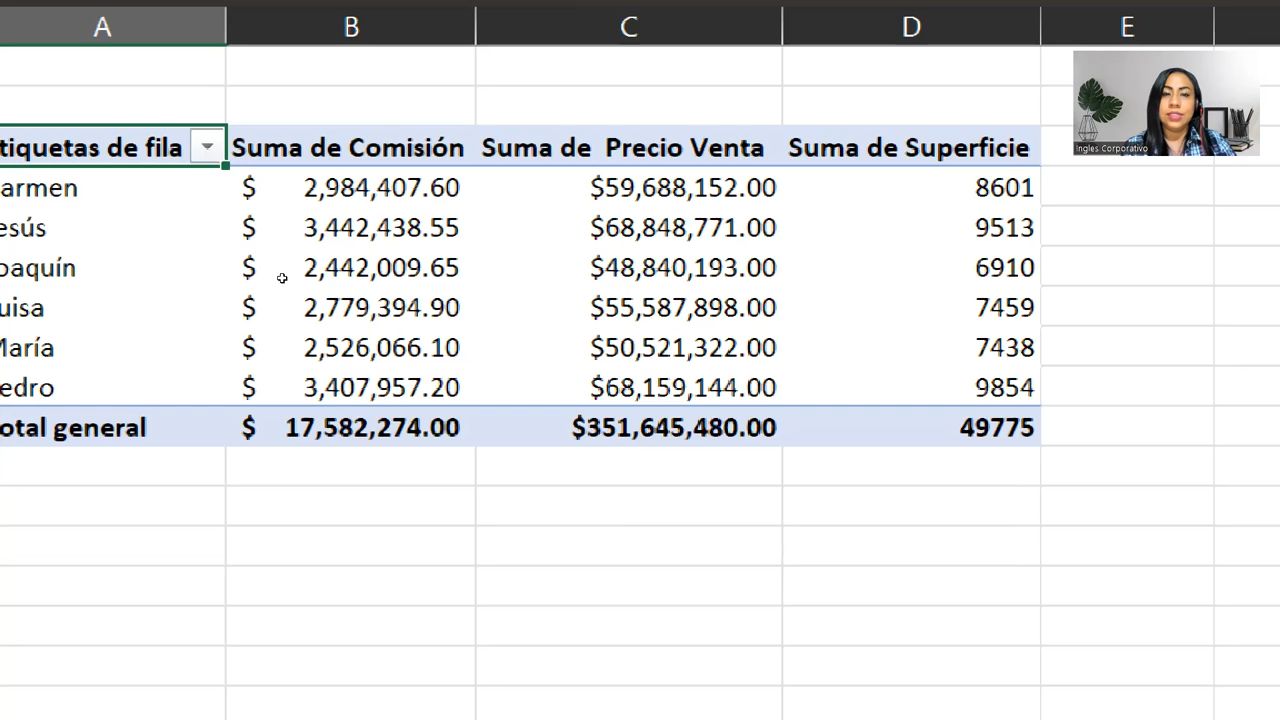 A B C D E
tiquetas de fila Suma de Comisión Suma de Precio Venta Suma de Superficie
armen $ 2,984,407.60 $59,688,152.00 8601
esús $ 3,442,438.55 $68,848,771.00 9513
oaquín $ 2,442,009.65 $48,840,193.00 6910
uisa $ 2,779,394.90 $55,587,898.00 7459
María $ 2,526,066.10 $50,521,322.00 7438
edro $ 3,407,957.20 $68,159,144.00 9854
otal general $ 17,582,274.00 $351,645,480.00 49775
Ingles Corporativo